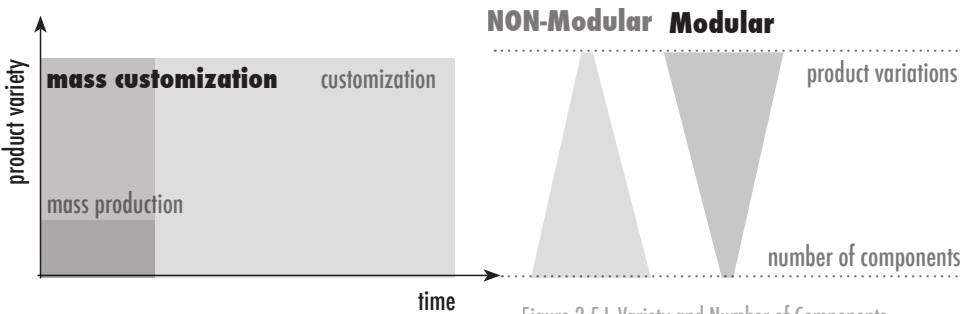 product variety
mass customization
customization
mass production
time
NON-Modular Modular
product variations
number of components
Figure 2.5 | Variety and Number of Components